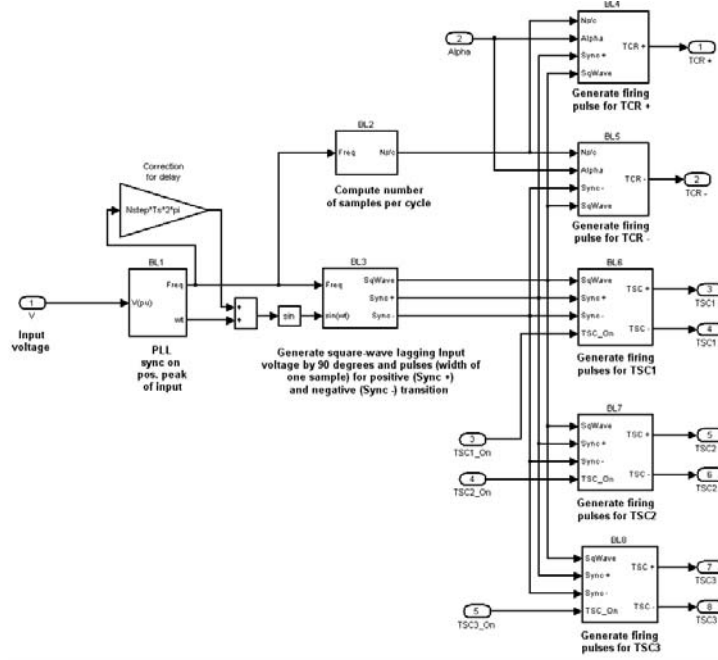 BL4
Ns/c
Alpha
Sync +
SqWave
TCR +
1
TCR +
Generate firing
pulse for TCR +
2
Alpha
BL5
Ns/c
Alpha
Sync -
SqWave
TCR -
2
TCR -
Generate firing
pulse for TCR -
BL2
Freq
Ns/c
Compute number
of samples per cycle
Correction
for delay
Nstep*Ts*2*pi
1
V
Input
voltage
BL1
V(pu)
Freq
wt
PLL
sync on
pos. peak
of input
+
+
sin
BL3
Freq
sin(wt)
SqWave
Sync +
Sync -
Generate square-wave lagging Input
voltage by 90 degrees and pulses (width of
one sample) for positive (Sync +)
and negative (Sync -) transition
BL6
SqWave
Sync +
Sync -
TSC_On
TSC +
TSC -
3
TSC1
4
TSC1
Generate firing
pulses for TSC1
3
TSC1_On
4
TSC2_On
BL7
SqWave
Sync +
Sync -
TSC_On
TSC +
TSC -
5
TSC2
6
TSC2
Generate firing
pulses for TSC2
BL8
SqWave
Sync +
Sync -
TSC_On
TSC +
TSC -
7
TSC3
8
TSC3
5
TSC3_On
Generate firing
pulses for TSC3